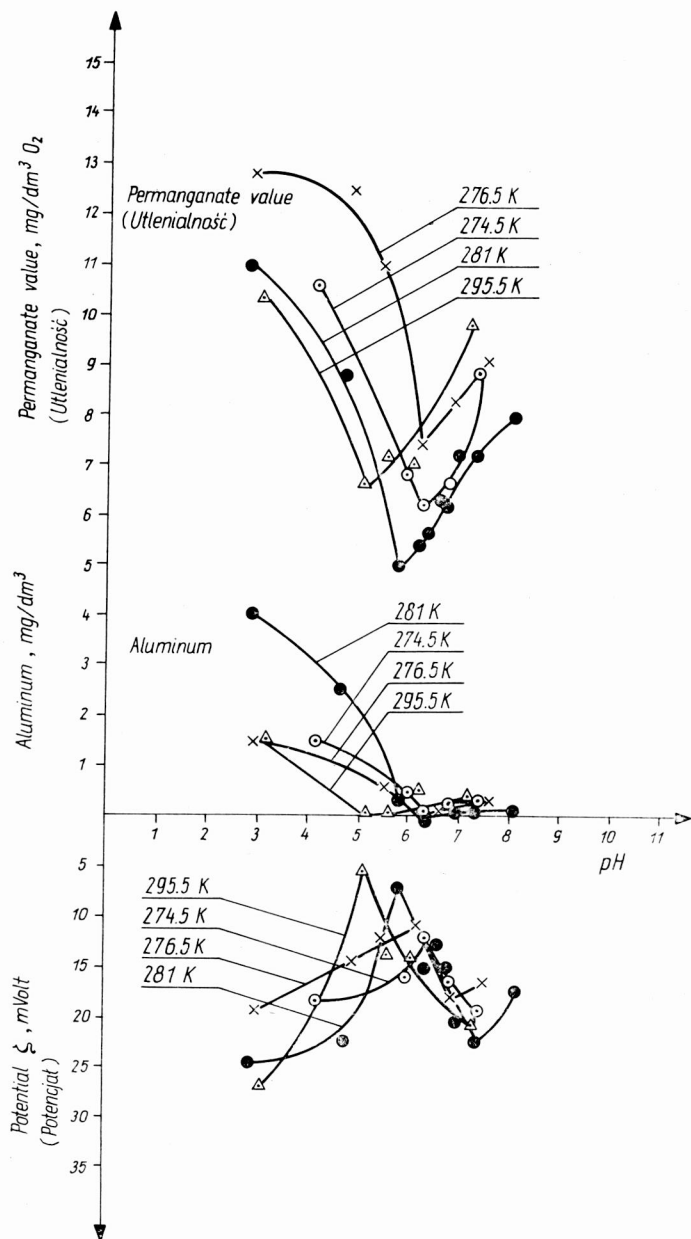 15
14
13
12
11
10
9
8
7
6
5
4
3
2
1
Permanganate value, mg/dm³ O₂
(Utlenialność)
Permanganate value
(Utlenialność)
276.5 K
274.5 K
281 K
295.5 K
Aluminum, mg/dm³
Aluminum
281 K
274.5 K
276.5 K
295.5 K
1 2 3 4 5 6 7 8 9 10 11
pH
5
10
15
20
25
30
35
Potential ζ, mVolt
(Potencjał)
295.5 K
274.5 K
276.5 K
281 K